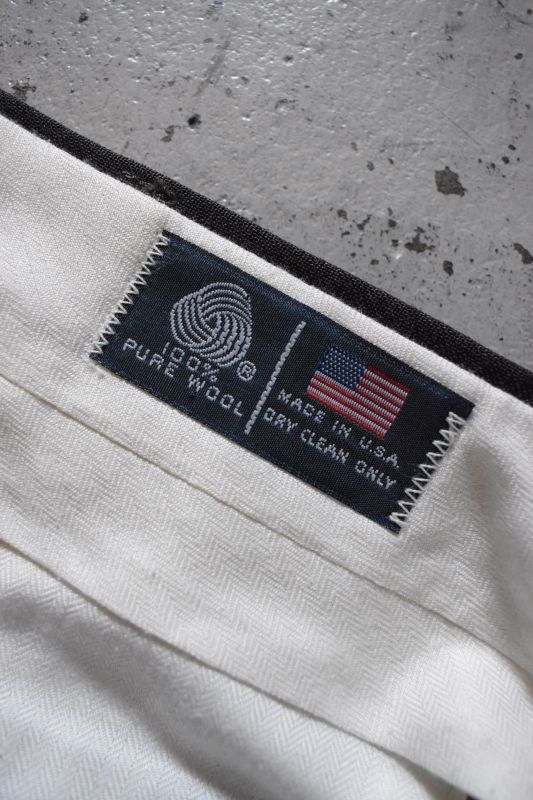 100%
PURE WOOL ®
MADE IN U.S.A.
DRY CLEAN ONLY